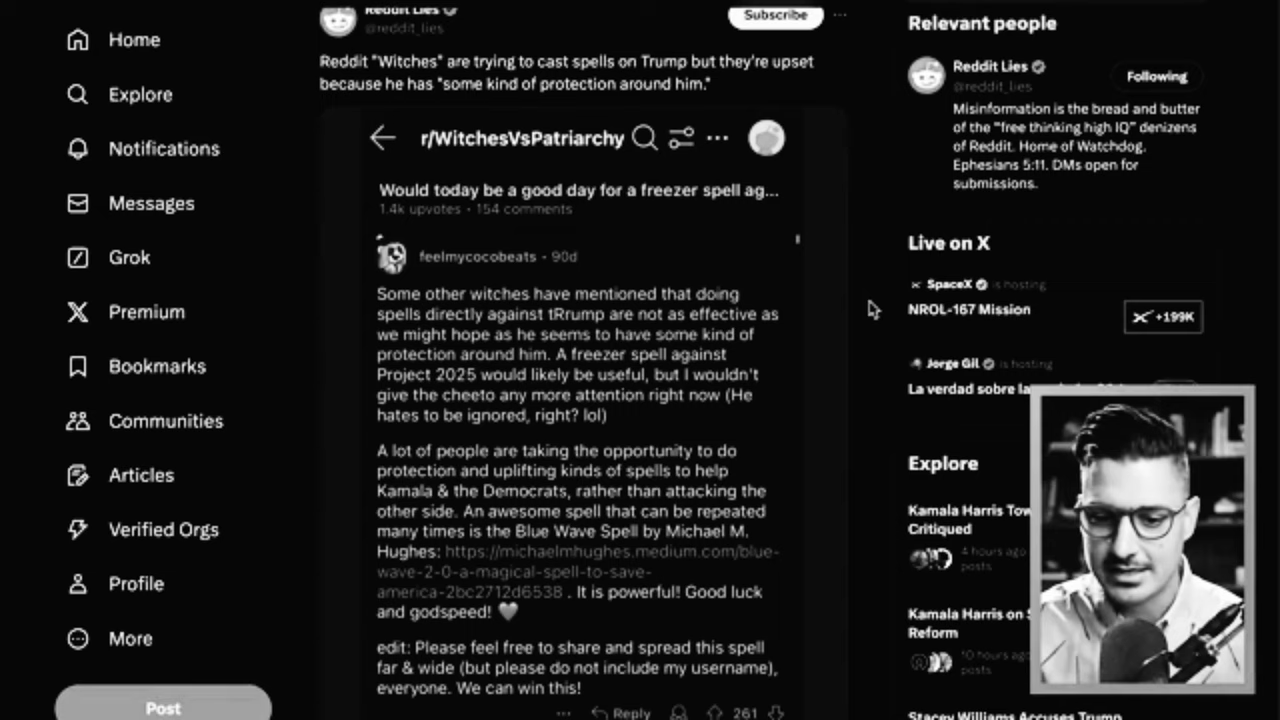 Home
Explore
Notifications
Messages
Grok
Premium
Bookmarks
Communities
Articles
Verified Orgs
Profile
More
Post
Reddit Lies
@reddit_lies
Subscribe
Reddit "Witches" are trying to cast spells on Trump but they're upset
because he has "some kind of protection around him."
r/WitchesVsPatriarchy
Would today be a good day for a freezer spell ag...
1.4k upvotes • 154 comments
feelmycocobeats • 90d
Some other witches have mentioned that doing
spells directly against tRrump are not as effective as
we might hope as he seems to have some kind of
protection around him. A freezer spell against
Project 2025 would likely be useful, but I wouldn't
give the cheeto any more attention right now (He
hates to be ignored, right? lol)
A lot of people are taking the opportunity to do
protection and uplifting kinds of spells to help
Kamala & the Democrats, rather than attacking the
other side. An awesome spell that can be repeated
many times is the Blue Wave Spell by Michael M.
Hughes: https://michaelmhughes.medium.com/blue-
wave-2-0-a-magical-spell-to-save-
america-2bc2712d6538 . It is powerful! Good luck
and godspeed! 🖤
edit: Please feel free to share and spread this spell
far & wide (but please do not include my username),
everyone. We can win this!
Reply 261
Relevant people
Reddit Lies
@reddit_lies
Following
Misinformation is the bread and butter
of the "free thinking high IQ" denizens
of Reddit. Home of Watchdog.
Ephesians 5:11. DMs open for
submissions.
Live on X
SpaceX is hosting
NROL-167 Mission
+199K
Jorge Gil is hosting
La verdad sobre la
Explore
Kamala Harris Tow
Critiqued
4 hours ago
posts
Kamala Harris on S
Reform
10 hours ago
posts
Stacey Williams Accuses Trump